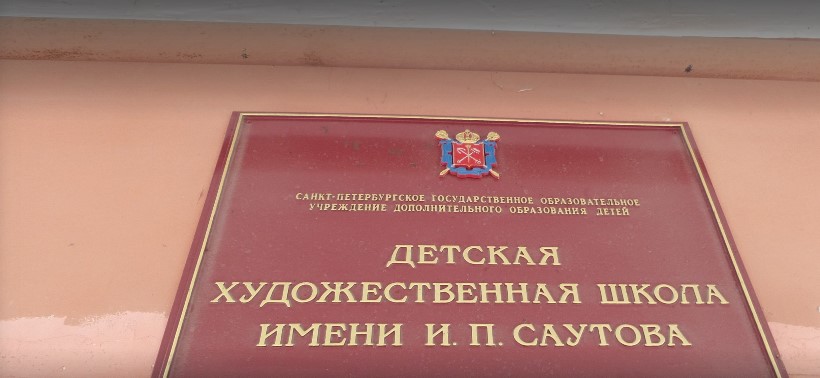 САНКТ-ПЕТЕРБУРГСКОЕ ГОСУДАРСТВЕННОЕ ОБРАЗОВАТЕЛЬНОЕ
УЧРЕЖДЕНИЕ ДОПОЛНИТЕЛЬНОГО ОБРАЗОВАНИЯ ДЕТЕЙ
ДЕТСКАЯ
ХУДОЖЕСТВЕННАЯ ШКОЛА
ИМЕНИ И. П. САУТОВА